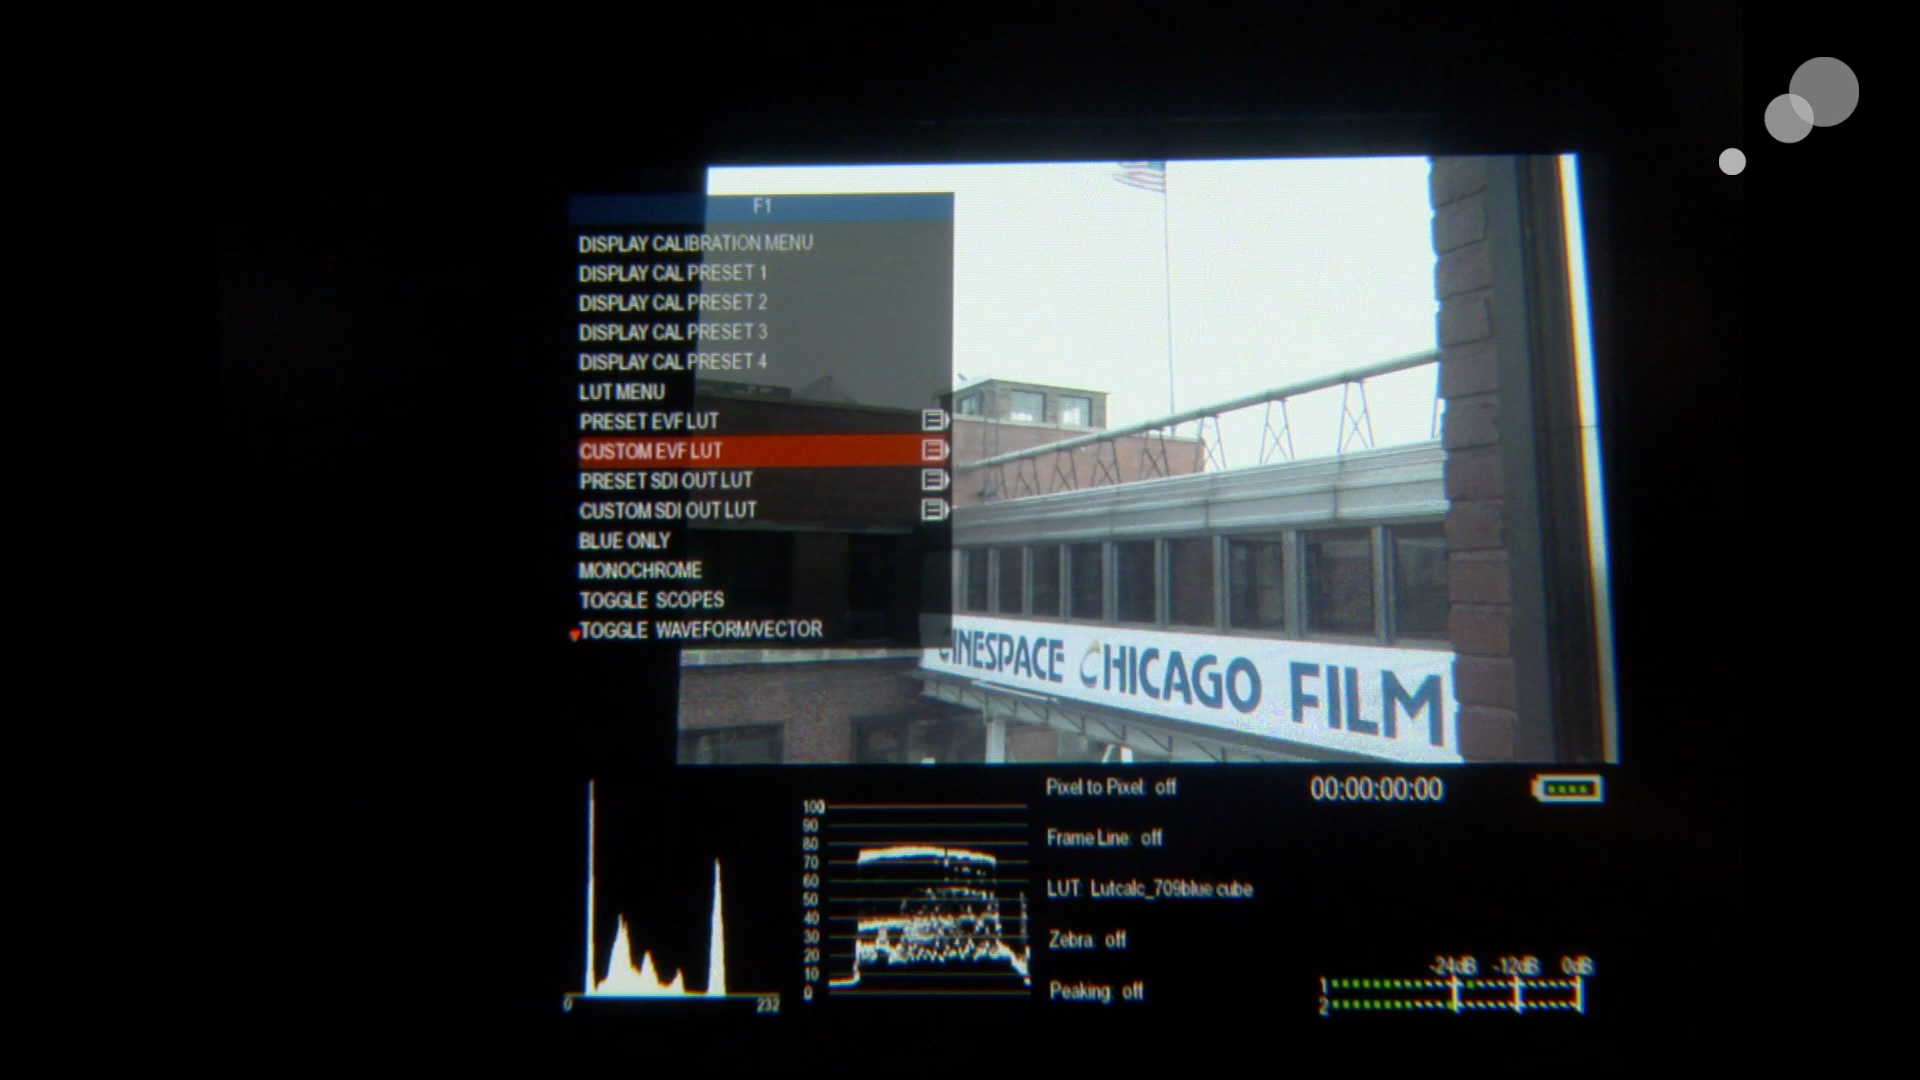 F1
DISPLAY CALIBRATION MENU
DISPLAY CAL PRESET 1
DISPLAY CAL PRESET 2
DISPLAY CAL PRESET 3
DISPLAY CAL PRESET 4
LUT MENU
PRESET EVF LUT
CUSTOM EVF LUT
PRESET SDI OUT LUT
CUSTOM SDI OUT LUT
BLUE ONLY
MONOCHROME
TOGGLE SCOPES
TOGGLE WAVEFORM/VECTOR
CINESPACE CHICAGO FILM
0
232
100
90
80
70
60
50
40
30
20
10
0
Pixel to Pixel: off
Frame Line: off
LUT: Lutcalc_709blue cube
Zebra: off
Peaking: off
00:00:00:00
-24dB -12dB 0dB
1
2